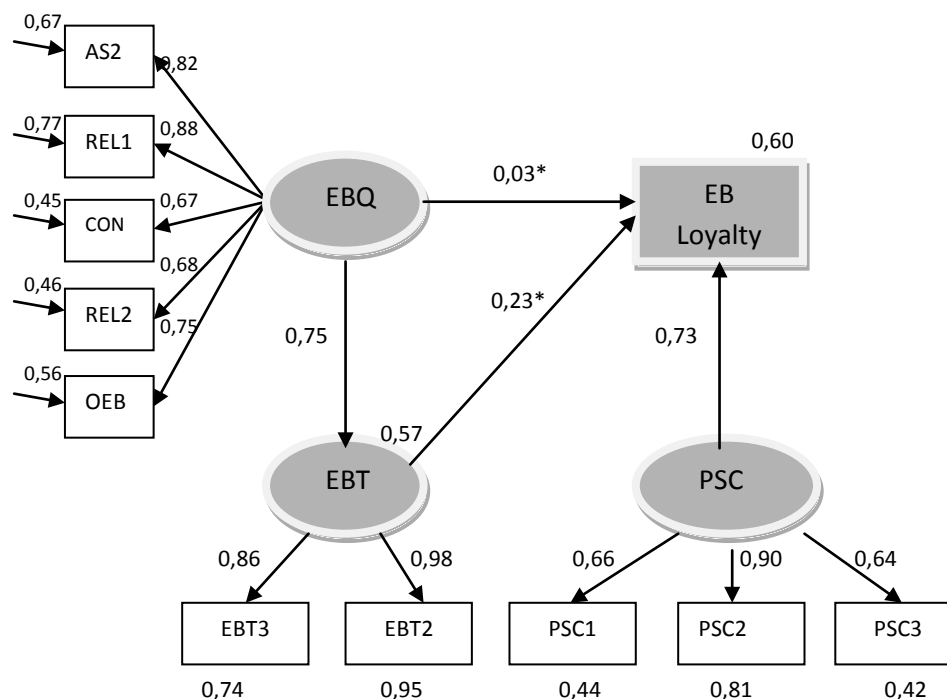 0,67
AS2
0,82
0,77
REL1
0,88
0,60
0,03*
EBQ
EB
Loyalty
0,45
CON
0,67
0,46
REL2
0,68
0,23*
0,75
0,75
0,73
0,56
OEB
0,57
EBT
PSC
0,86
0,98
0,66
0,90
0,64
EBT3
EBT2
PSC1
PSC2
PSC3
0,74
0,95
0,44
0,81
0,42